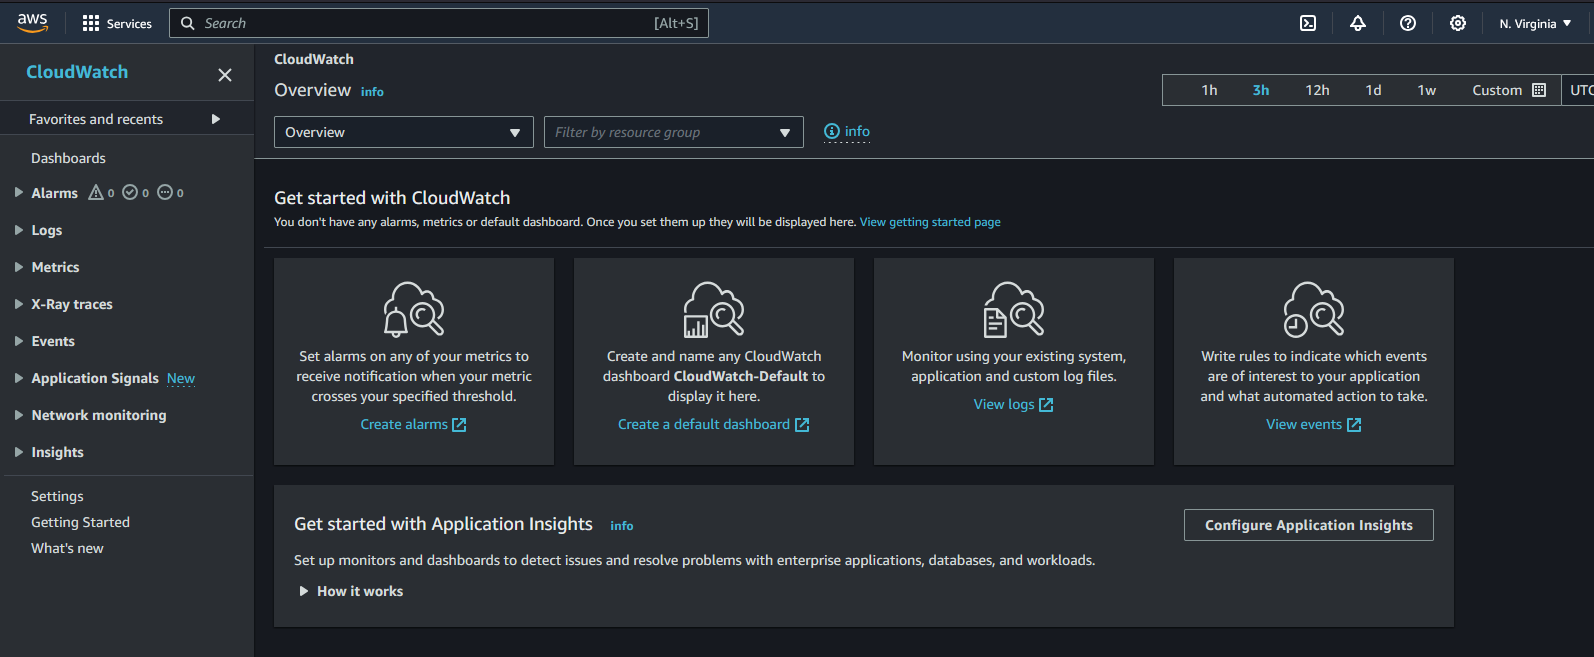 aws
Services
Search
[Alt+S]
N. Virginia
CloudWatch
Favorites and recents
Dashboards
Alarms 0 0 0
Logs
Metrics
X-Ray traces
Events
Application Signals New
Network monitoring
Insights
Settings
Getting Started
What's new
CloudWatch
Overview info
1h 3h 12h 1d 1w Custom UTC
Overview
Filter by resource group
info
Get started with CloudWatch
You don't have any alarms, metrics or default dashboard. Once you set them up they will be displayed here. View getting started page
Set alarms on any of your metrics to
receive notification when your metric
crosses your specified threshold.
Create alarms
Create and name any CloudWatch
dashboard CloudWatch-Default to
display it here.
Create a default dashboard
Monitor using your existing system,
application and custom log files.
View logs
Write rules to indicate which events
are of interest to your application
and what automated action to take.
View events
Get started with Application Insights info
Configure Application Insights
Set up monitors and dashboards to detect issues and resolve problems with enterprise applications, databases, and workloads.
How it works